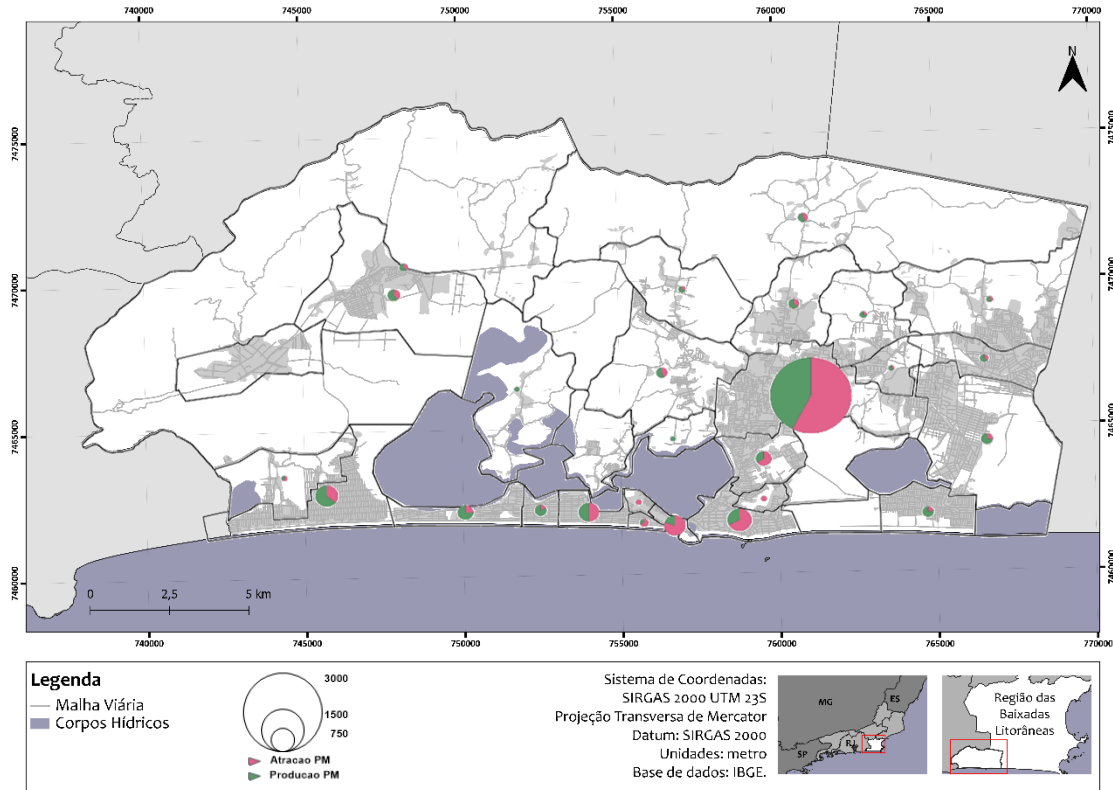 740000
745000
750000
755000
760000
765000
770000
N
7475000
7475000
7470000
7470000
7465000
7465000
7460000
7460000
0
2,5
5 km
740000
745000
750000
755000
760000
765000
770000
Legenda
Malha Viária
Corpos Hídricos
3000
1500
750
Atracao PM
Producao PM
Sistema de Coordenadas:
SIRGAS 2000 UTM 23S
Projeção Transversa de Mercator
Datum: SIRGAS 2000
Unidades: metro
Base de dados: IBGE.
MG
ES
RJ
SP
Região das
Baixadas
Litorâneas